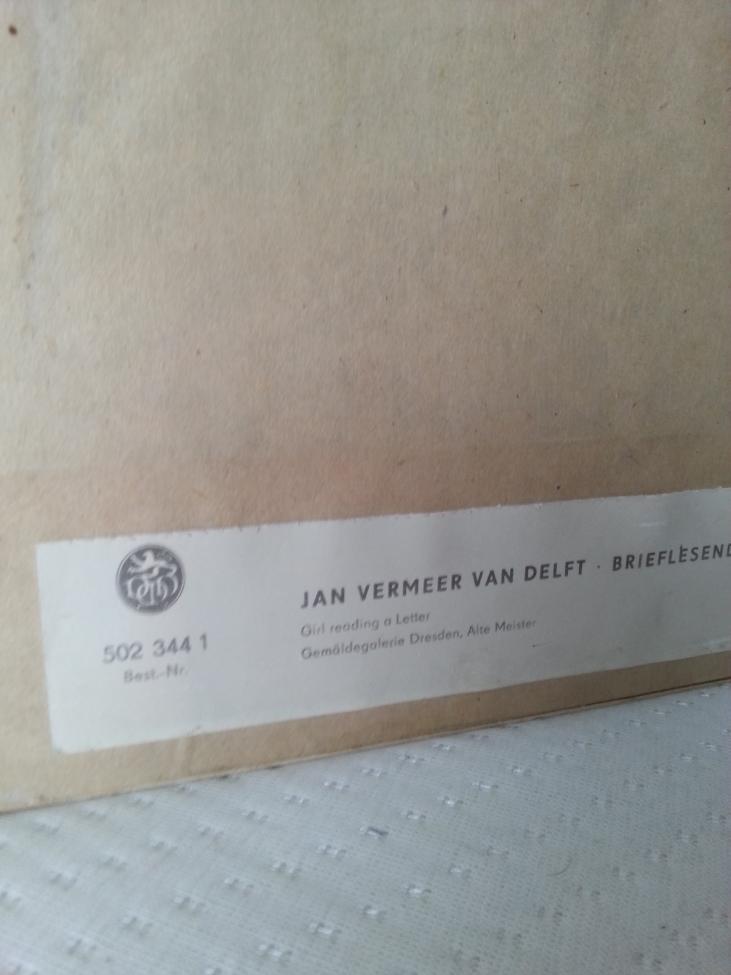 JAN VERMEER VAN DELFT · BRIEFLESEND
Girl reading a Letter
Gemäldegalerie Dresden, Alte Meister
502 344 1
Best.-Nr.